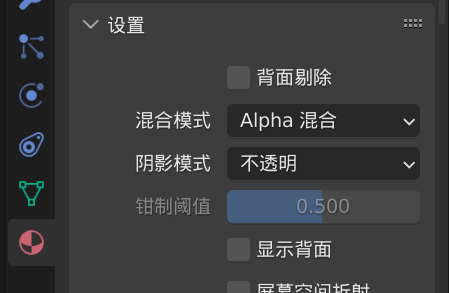 设置
背面剔除
混合模式 Alpha 混合
阴影模式 不透明
钳制阈值 0.500
显示背面
屏幕空间折射